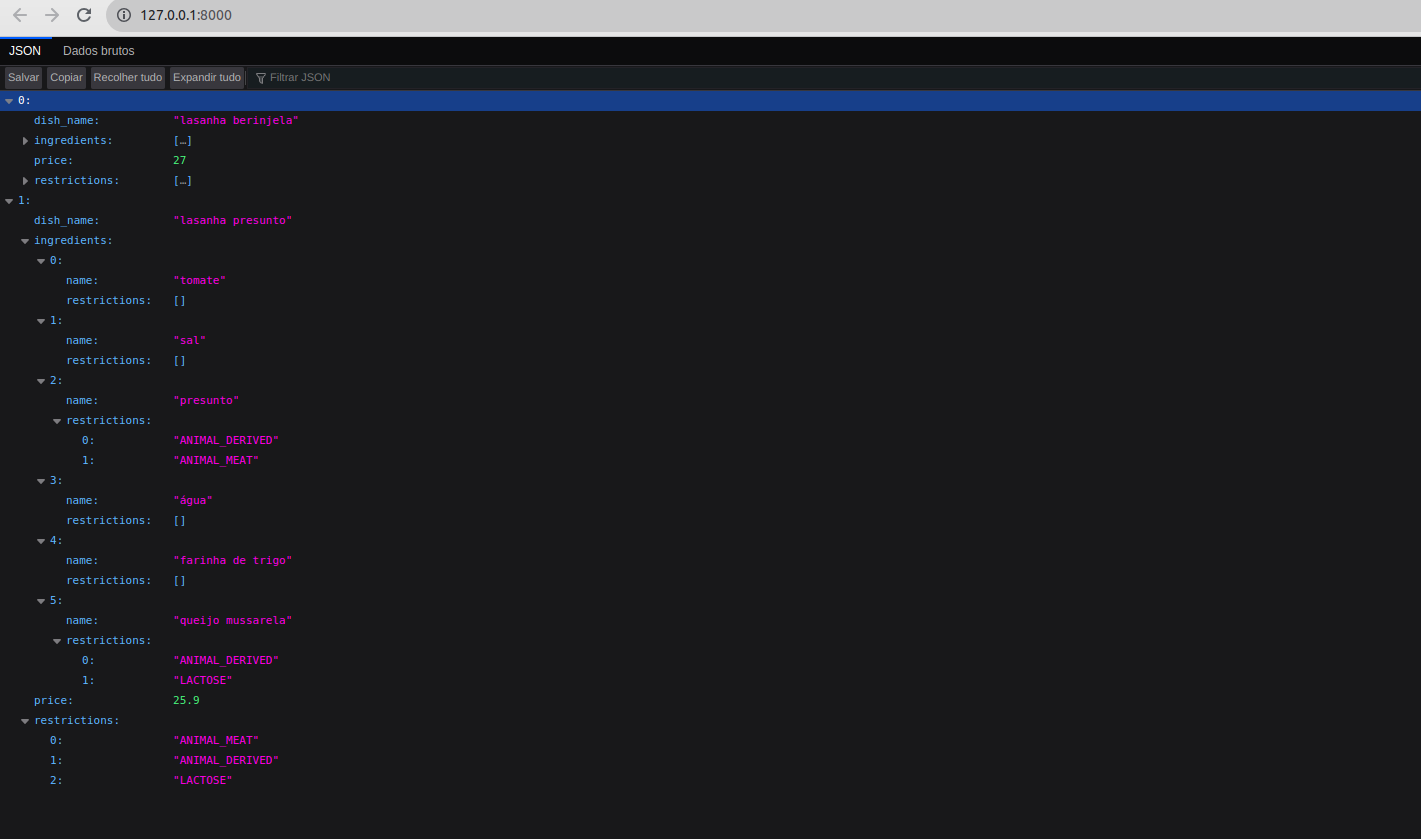 127.0.0.1:8000
JSON Dados brutos
Salvar Copiar Recolher tudo Expandir tudo Filtrar JSON
0:
dish_name: "lasanha berinjela"
ingredients: […]
price: 27
restrictions: […]
1:
dish_name: "lasanha presunto"
ingredients:
0:
name: "tomate"
restrictions: []
1:
name: "sal"
restrictions: []
2:
name: "presunto"
restrictions:
0: "ANIMAL_DERIVED"
1: "ANIMAL_MEAT"
3:
name: "água"
restrictions: []
4:
name: "farinha de trigo"
restrictions: []
5:
name: "queijo mussarela"
restrictions:
0: "ANIMAL_DERIVED"
1: "LACTOSE"
price: 25.9
restrictions:
0: "ANIMAL_MEAT"
1: "ANIMAL_DERIVED"
2: "LACTOSE"